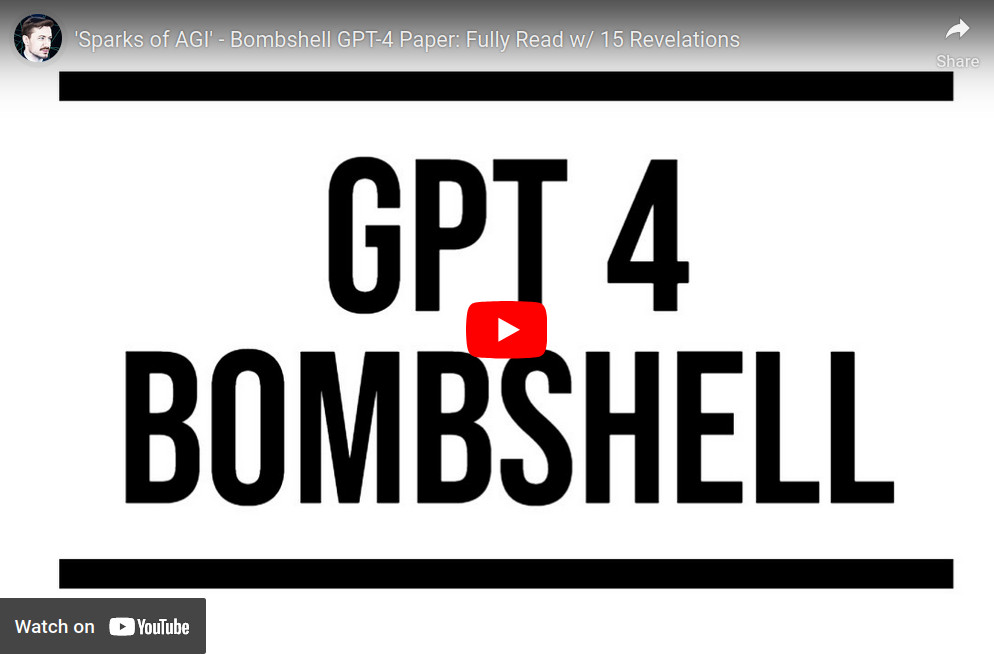 'Sparks of AGI' - Bombshell GPT-4 Paper: Fully Read w/ 15 Revelations
Share
GPT 4
BOMBSHELL
Watch on YouTube